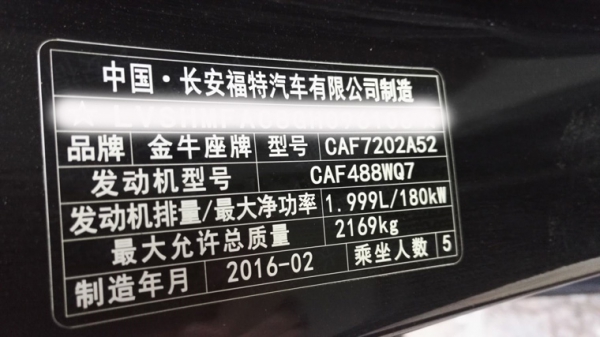 中国·长安福特汽车有限公司制造
品牌 金牛座牌 型号 CAF7202A52
发动机型号 CAF488WQ7
发动机排量/最大净功率 1.999L/180kW
最大允许总质量 2169kg
制造年月 2016-02 乘坐人数 5